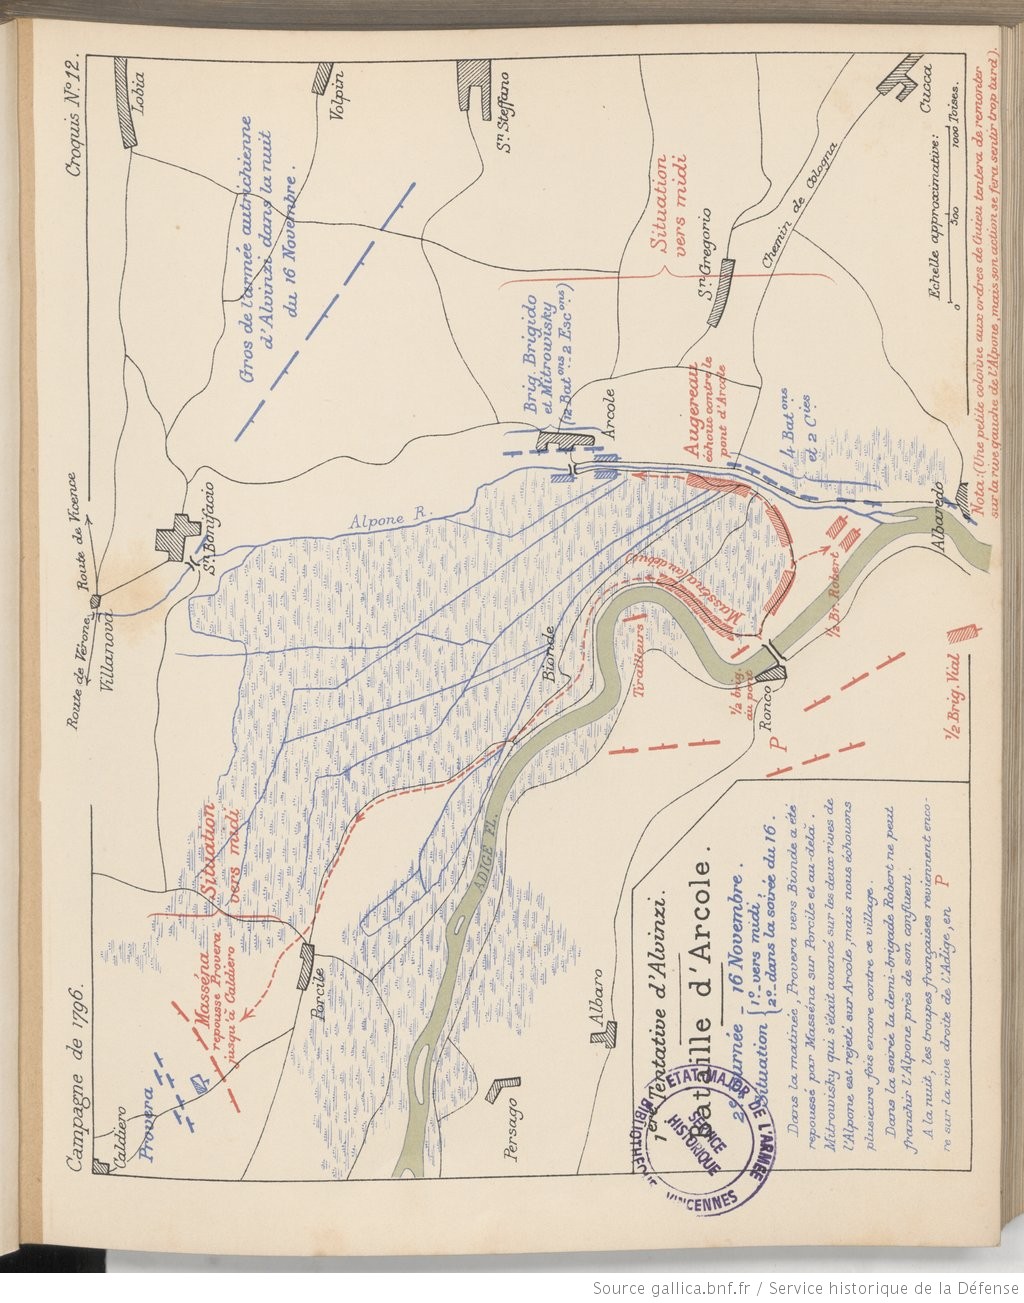 Campagne de 1796.
Croquis N°. 12.
Caldiero
Provera
Masséna
repousse Provera
jusqu'à Caldiero
Situation
vers midi
Porcile
Route de Vérone
Route de Vicence
Villanova
Sn. Bonifacio
Alpone R.
Lobia
Volpin
Sn. Steffano
Gros de l'armée autrichienne
d'Alvinzi dans la nuit
du 16 Novembre.
Brig. Brigido
et Mitrowisky
(12 Batons - 2 Escons)
Arcole
Situation
vers midi
Sn Gregorio
Chemin de Cologna
Cucca
Augereau
échoue contre le
pont d'Arcole
4 Batons
et 2 Cies
Albaredo
Bionde
Masséna (au début)
Tirailleurs
½ brig.
au pont
½ Br. Robert
½ Brig. Vial
Ronco
P
ADIGE FL.
Albaro
Persago
Echelle approximative:
0 500 1000 Toises.
1ère Tentative d'Alvinzi.
Bataille d'Arcole.
2e Journée _ 16 Novembre.
Situation { 1°_ vers midi;
2°_ dans la soirée du 16.
Dans la matinée, Provera vers Bionde a été
repoussé par Masséna sur Porcile et au-delà.
Mitrowisky qui s'était avancé sur les deux rives de
l'Alpone est rejeté sur Arcole, mais nous échouons
plusieurs fois encore contre ce village.
Dans la soirée la demi-brigade Robert ne peut
franchir l'Alpone près de son confluent.
A la nuit, les troupes françaises reviennent enco-
re sur la rive droite de l'Adige, en P
Nota: (Une petite colonne aux ordres de Guieu tentera de remonter
sur la rive gauche de l'Alpone, mais son action se fera sentir trop tard).
ETAT MAJOR DE L'ARMÉE
SERVICE
HISTORIQUE
BIBLIOTHEQUE VINCENNES
Source gallica.bnf.fr / Service historique de la Défense